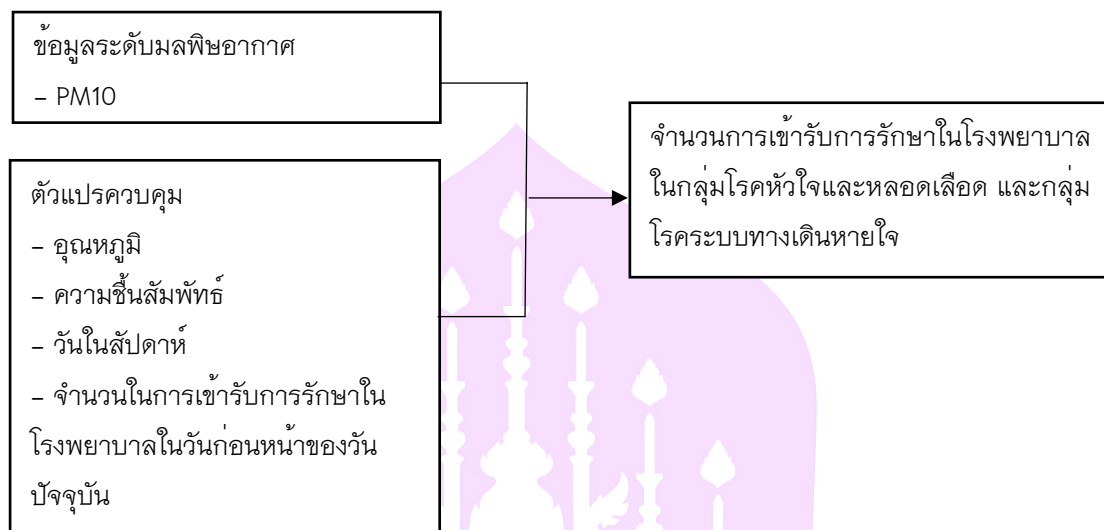 ข้อมูลระดับมลพิษอากาศ
- PM10
ตัวแปรควบคุม
- อุณหภูมิ
- ความชื้นสัมพัทธ์
- วันในสัปดาห์
- จำนวนในการเข้ารับการรักษาใน
โรงพยาบาลในวันก่อนหน้าของวัน
ปัจจุบัน
จำนวนการเข้ารับการรักษาในโรงพยาบาล
ในกลุ่มโรคหัวใจและหลอดเลือด และกลุ่ม
โรคระบบทางเดินหายใจ